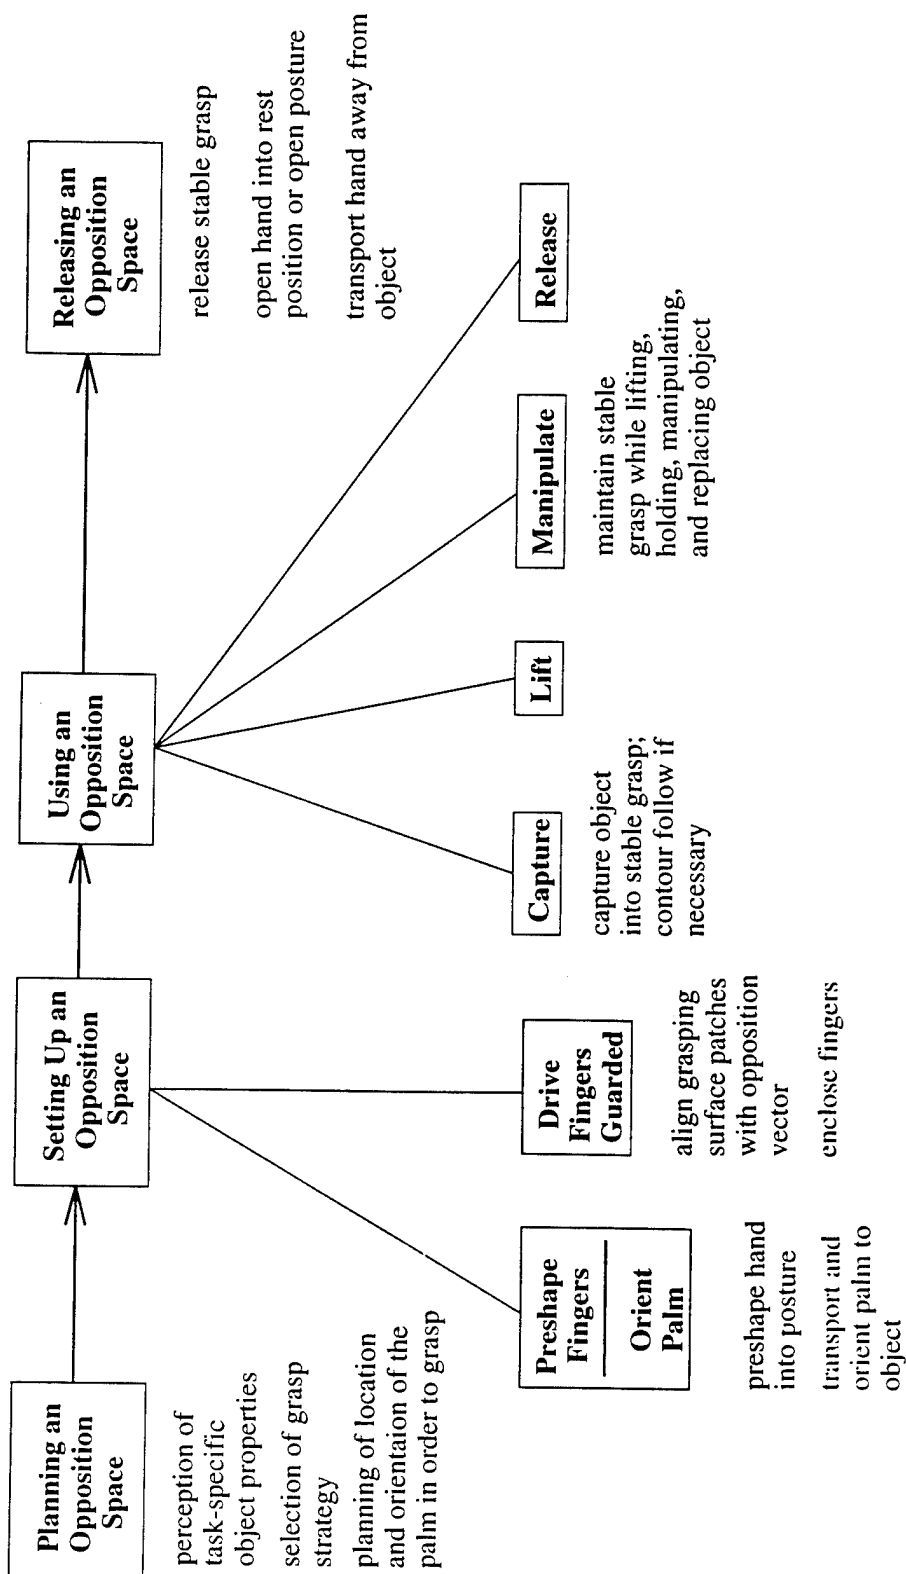 Planning an
Opposition
Space
perception of
task-specific
object properties
selection of grasp
strategy
planning of location
and orientaion of the
palm in order to grasp
Setting Up an
Opposition
Space
Preshape
Fingers
Orient
Palm
preshape hand
into posture
transport and
orient palm to
object
Drive
Fingers
Guarded
align grasping
surface patches
with opposition
vector
enclose fingers
Using an
Opposition
Space
Capture
capture object
into stable grasp;
contour follow if
necessary
Lift
Manipulate
maintain stable
grasp while lifting,
holding, manipulating,
and replacing object
Release
Releasing an
Opposition
Space
release stable grasp
open hand into rest
position or open posture
transport hand away from
object